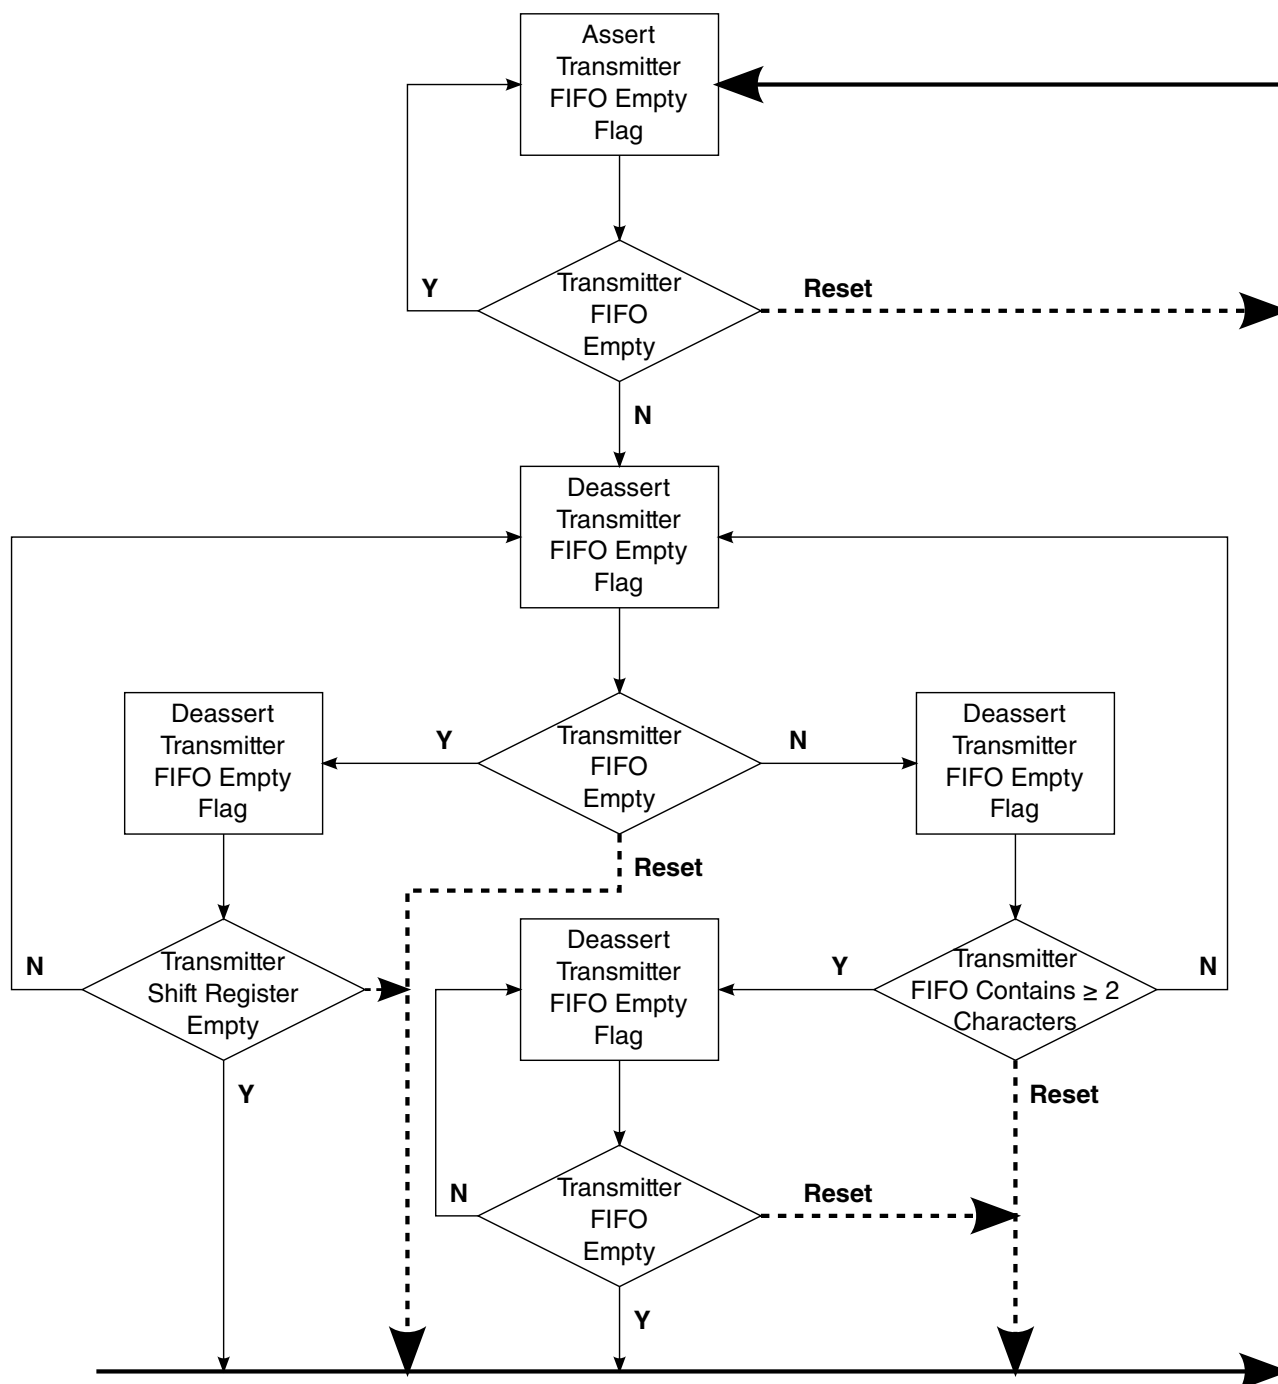 Assert
Transmitter
FIFO Empty
Flag
Y
Transmitter
FIFO
Empty
Reset
N
Deassert
Transmitter
FIFO Empty
Flag
Deassert
Transmitter
FIFO Empty
Flag
Y
Transmitter
FIFO
Empty
N
Deassert
Transmitter
FIFO Empty
Flag
Reset
N
Transmitter
Shift Register
Empty
Y
Deassert
Transmitter
FIFO Empty
Flag
Y
Transmitter
FIFO Contains ≥ 2
Characters
N
Reset
N
Transmitter
FIFO
Empty
Reset
Y